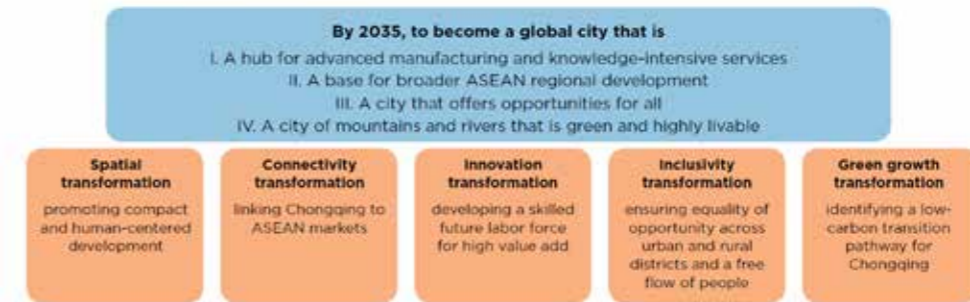 By 2035, to become a global city that is
I. A hub for advanced manufacturing and knowledge-intensive services
II. A base for broader ASEAN regional development
III. A city that offers opportunities for all
IV. A city of mountains and rivers that is green and highly livable
Spatial
transformation
promoting compact
and human-centered
development
Connectivity
transformation
linking Chongqing to
ASEAN markets
Innovation
transformation
developing a skilled
future labor force
for high value add
Inclusivity
transformation
ensuring equality of
opportunity across
urban and rural
districts and a free
flow of people
Green growth
transformation
identifying a low-
carbon transition
pathway for
Chongqing